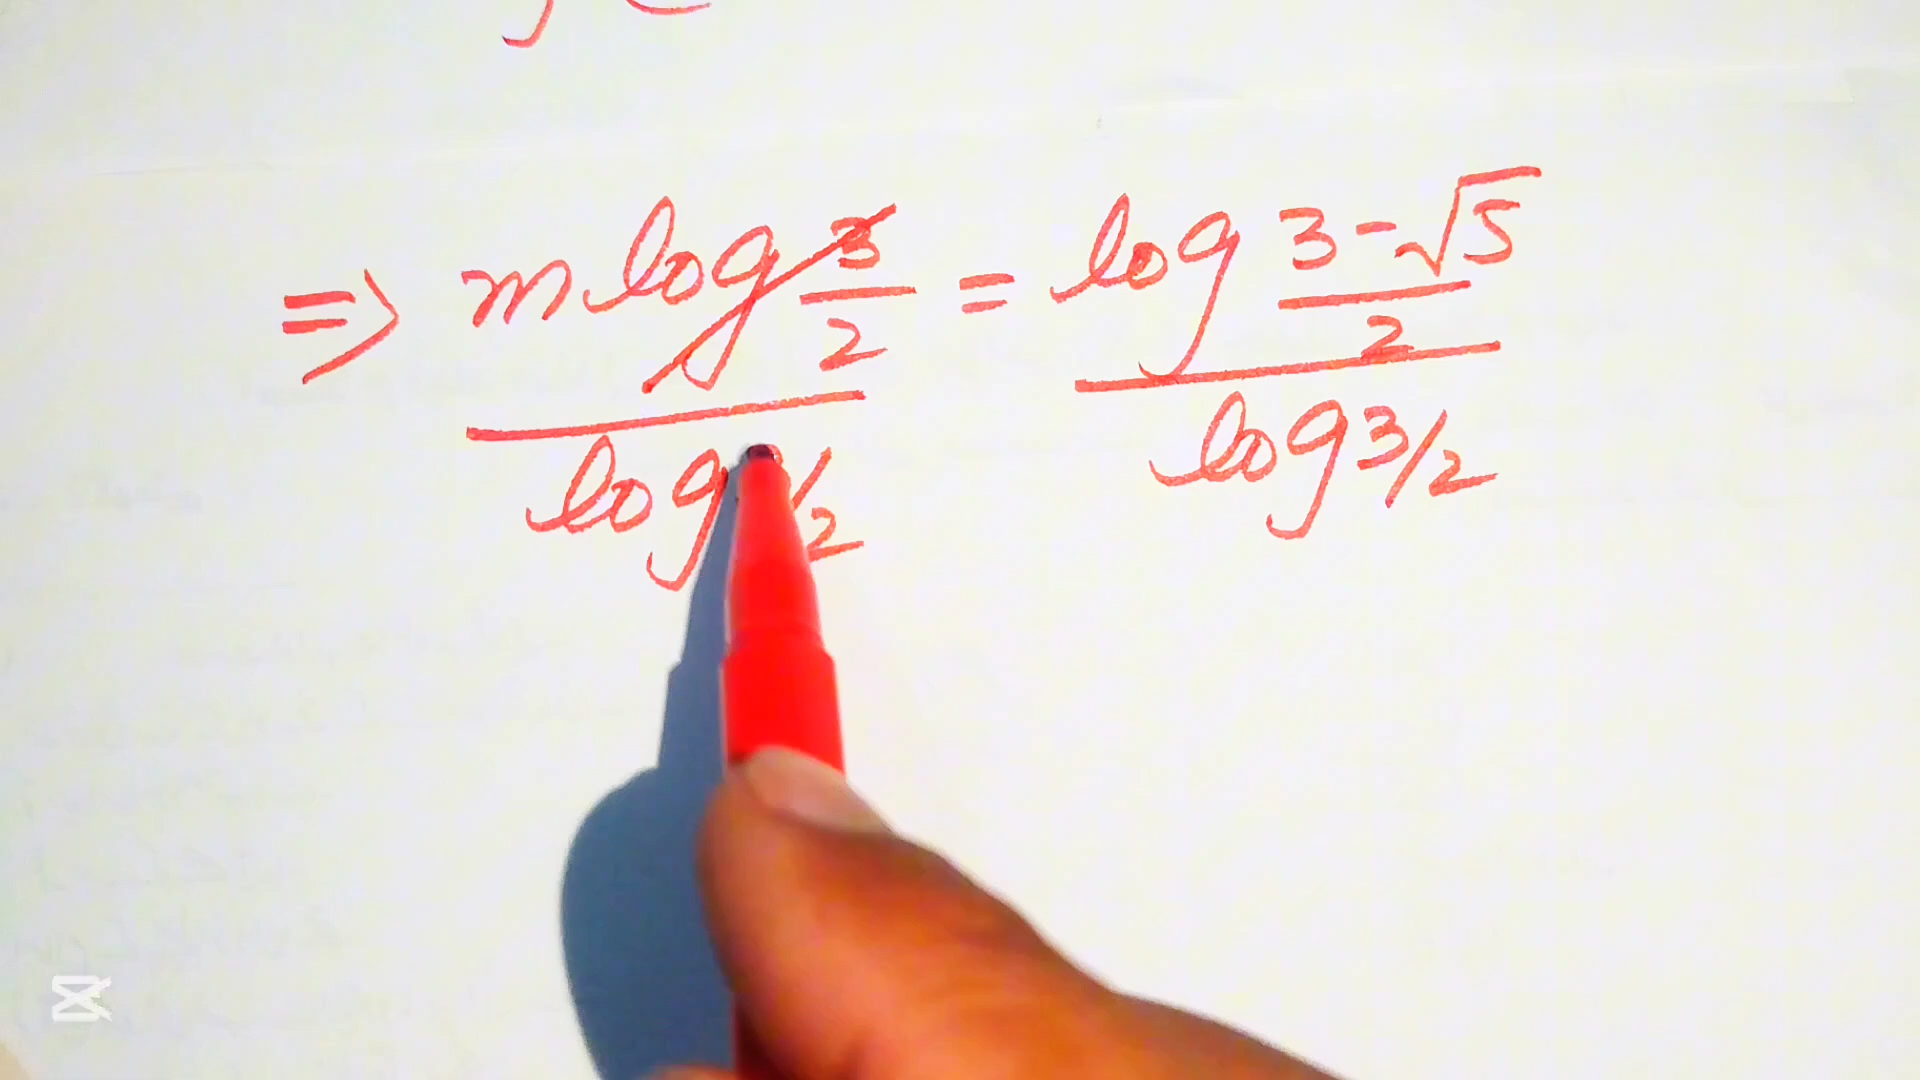 => m log 3/2 / log 3/2 = log (3-√5)/2 / log 3/2